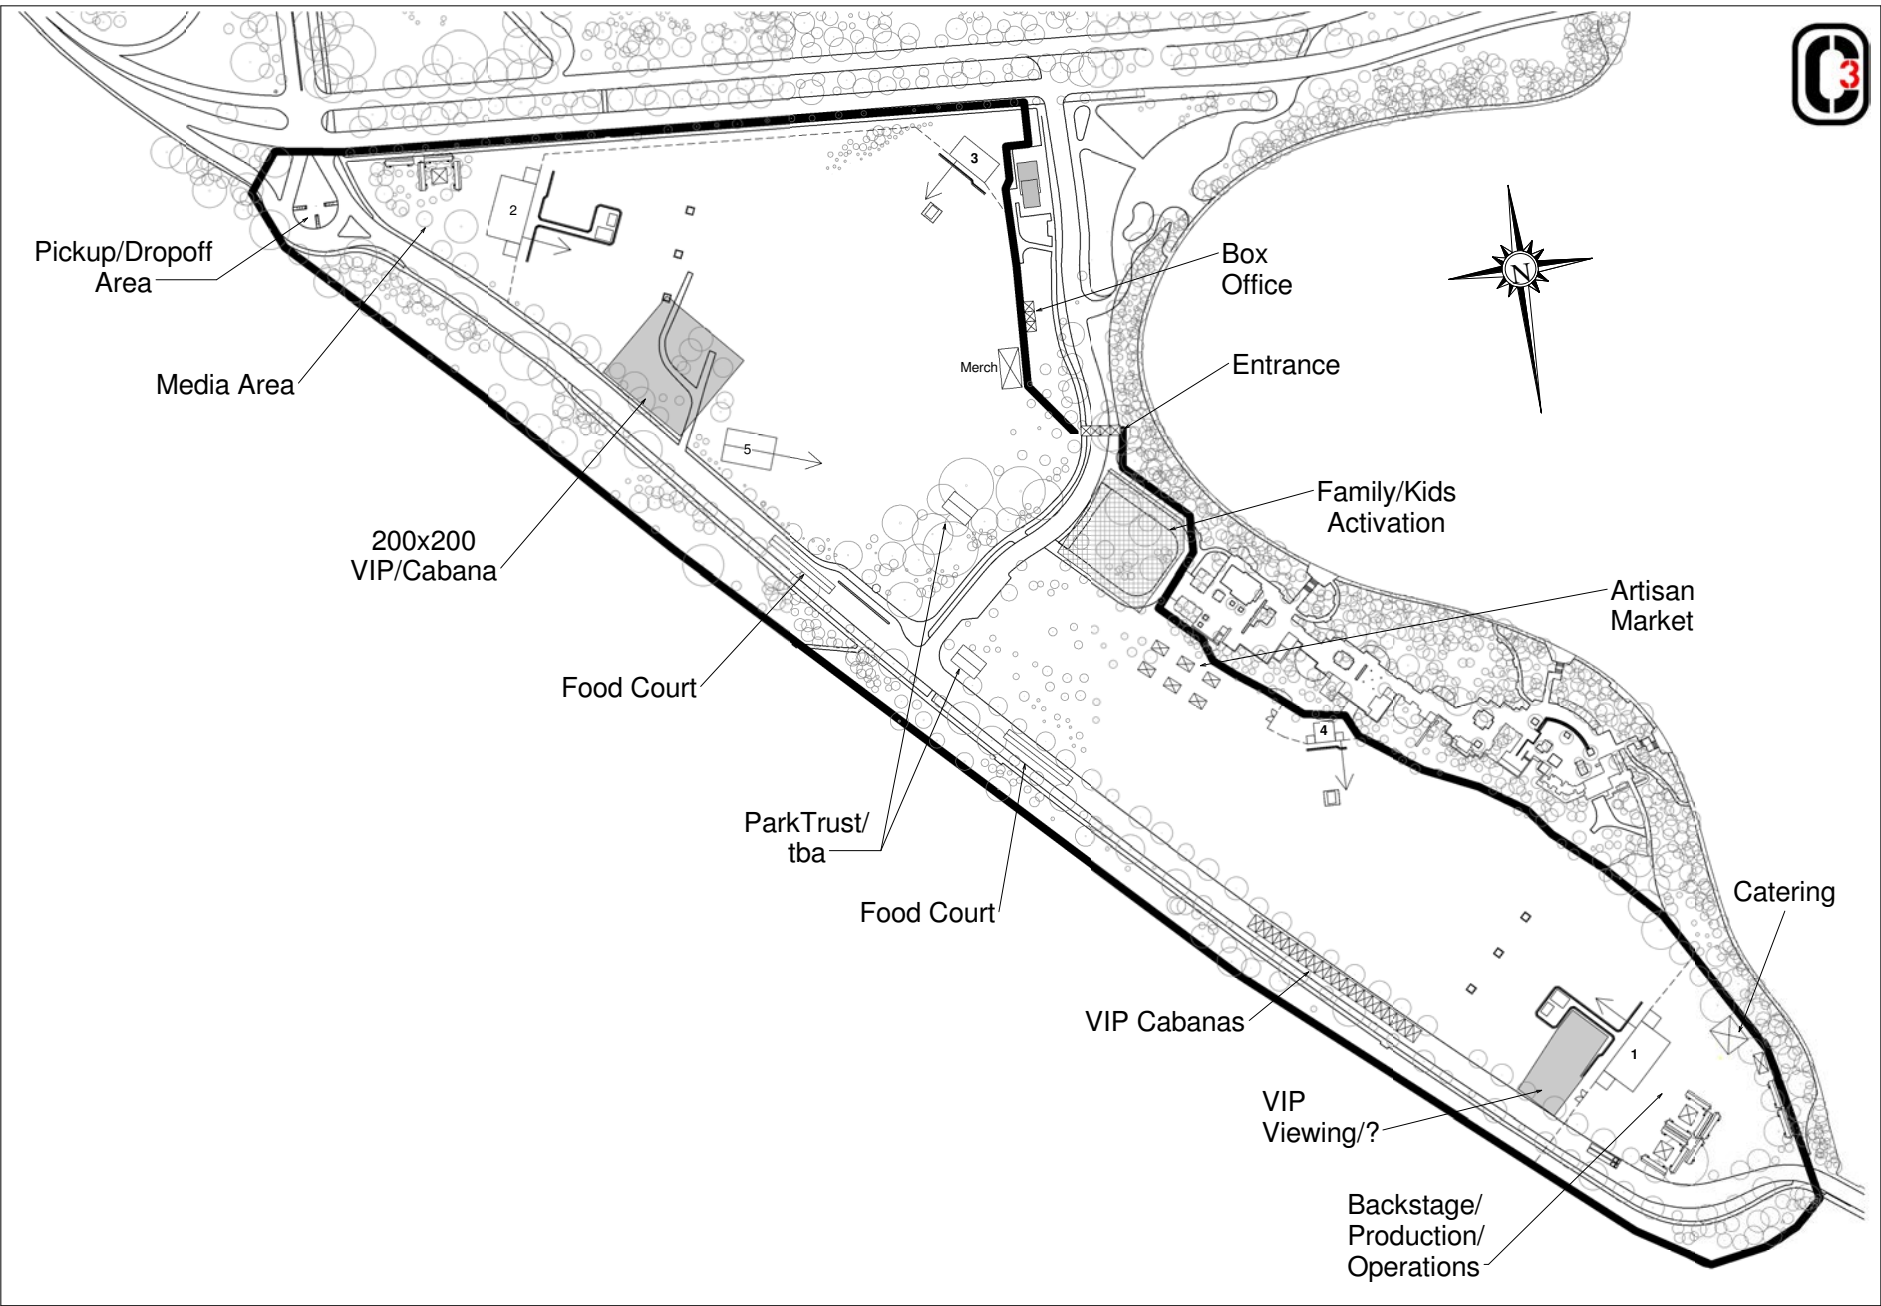 C3
3
2
Pickup/Dropoff
Area
Box
Office
N
Merch
Entrance
Media Area
5
Family/Kids
Activation
200x200
VIP/Cabana
Artisan
Market
Food Court
4
ParkTrust/
tba
Food Court
Catering
VIP Cabanas
1
VIP
Viewing/?
Backstage/
Production/
Operations